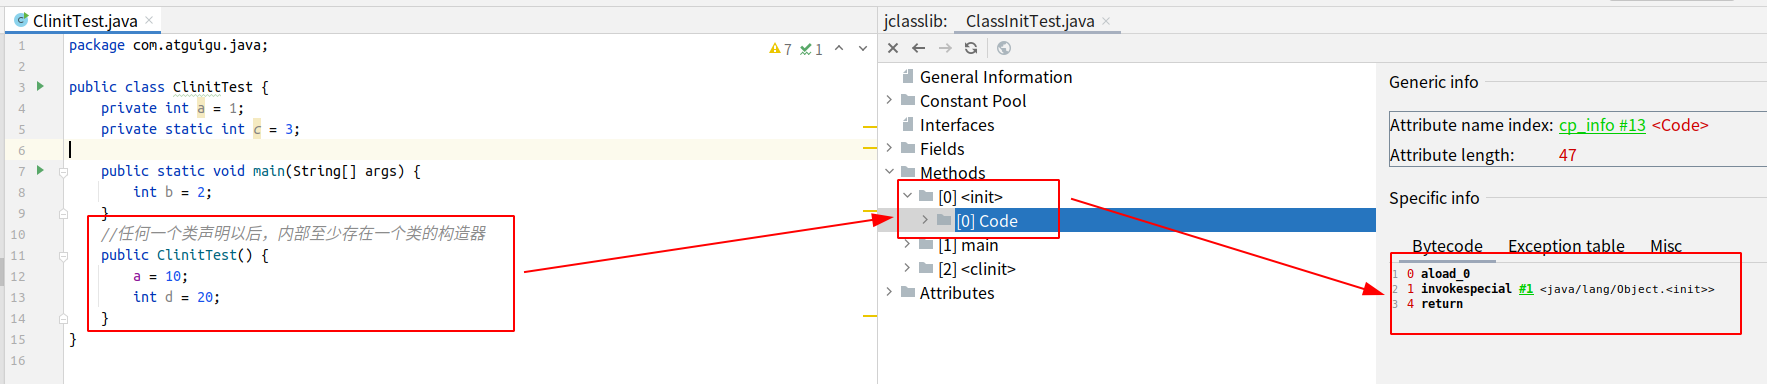 ClinitTest.java
7 1
1 package com.atguigu.java;
2
3 public class ClinitTest {
4 private int a = 1;
5 private static int c = 3;
6
7 public static void main(String[] args) {
8 int b = 2;
9 }
10 //任何一个类声明以后，内部至少存在一个类的构造器
11 public ClinitTest() {
12 a = 10;
13 int d = 20;
14 }
15 }
16
jclasslib: ClassInitTest.java
General Information
Constant Pool
Interfaces
Fields
Methods
[0] <init>
[0] Code
[1] main
[2] <clinit>
Attributes
Generic info
Attribute name index: cp_info #13 <Code>
Attribute length: 47
Specific info
Bytecode Exception table Misc
1 0 aload_0
2 1 invokespecial #1 <java/lang/Object.<init>>
3 4 return